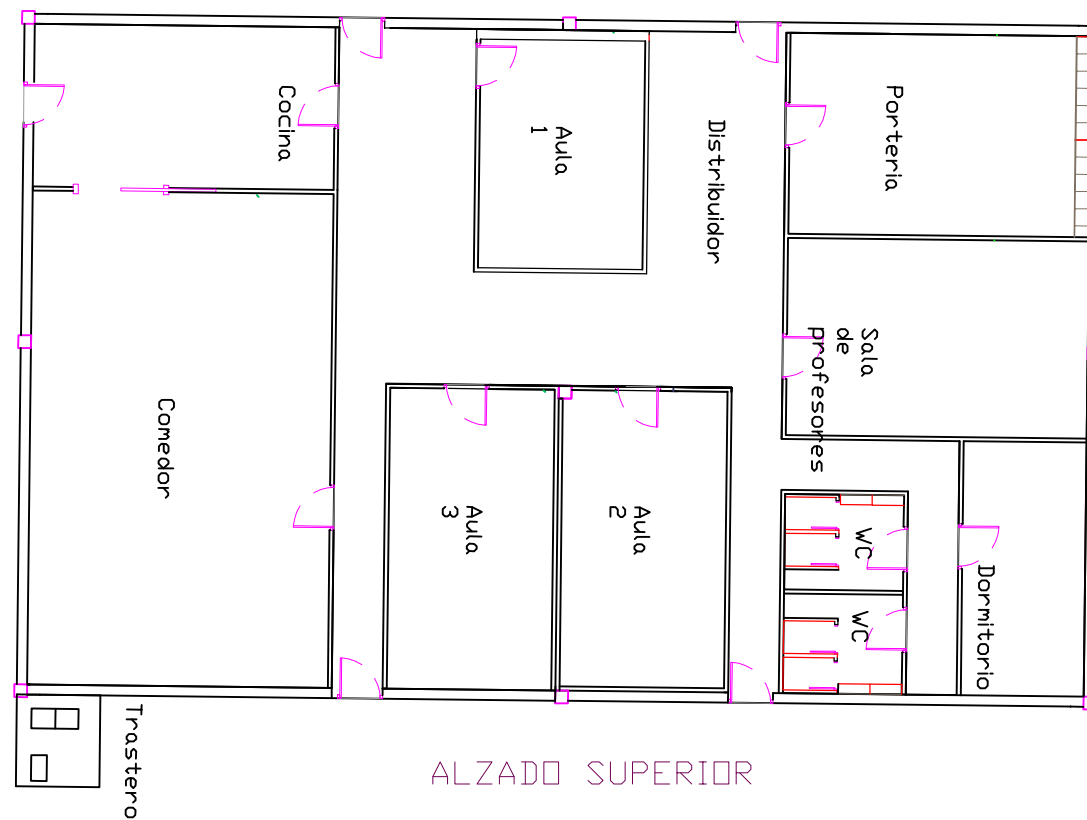 Cocina
Aula
1
Distribuidor
Porteria
Sala
de
profesores
Comedor
Aula
3
Aula
2
WC
WC
Dormitorio
Trastero
ALZADO SUPERIOR